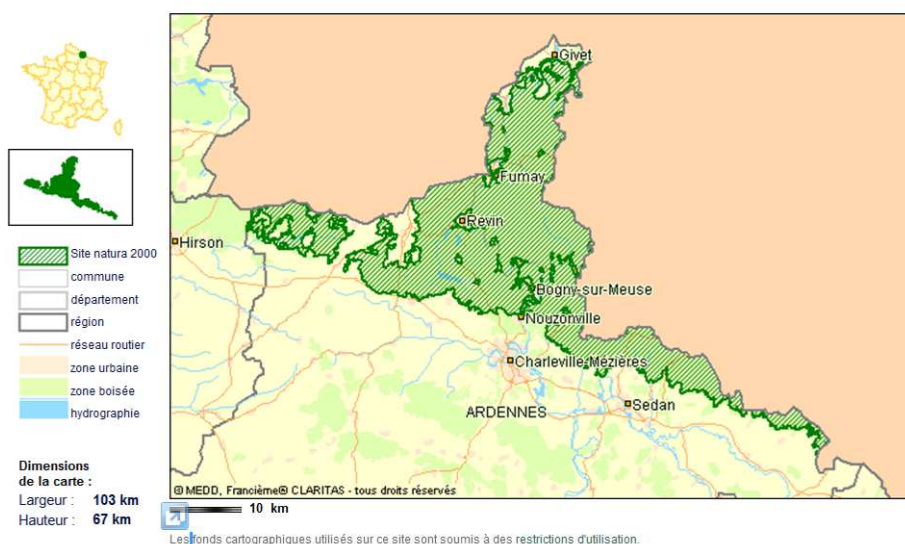 Givet
Fumay
Revin
Hirson
Bogny-sur-Meuse
Nouzonville
Charleville-Mézières
Sedan
ARDENNES
© MEDD, Francième® CLARITAS - tous droits réservés
Site natura 2000
commune
département
région
réseau routier
zone urbaine
zone boisée
hydrographie
Dimensions
de la carte :
Largeur : 103 km
Hauteur : 67 km
10 km
Les fonds cartographiques utilisés sur ce site sont soumis à des restrictions d'utilisation.